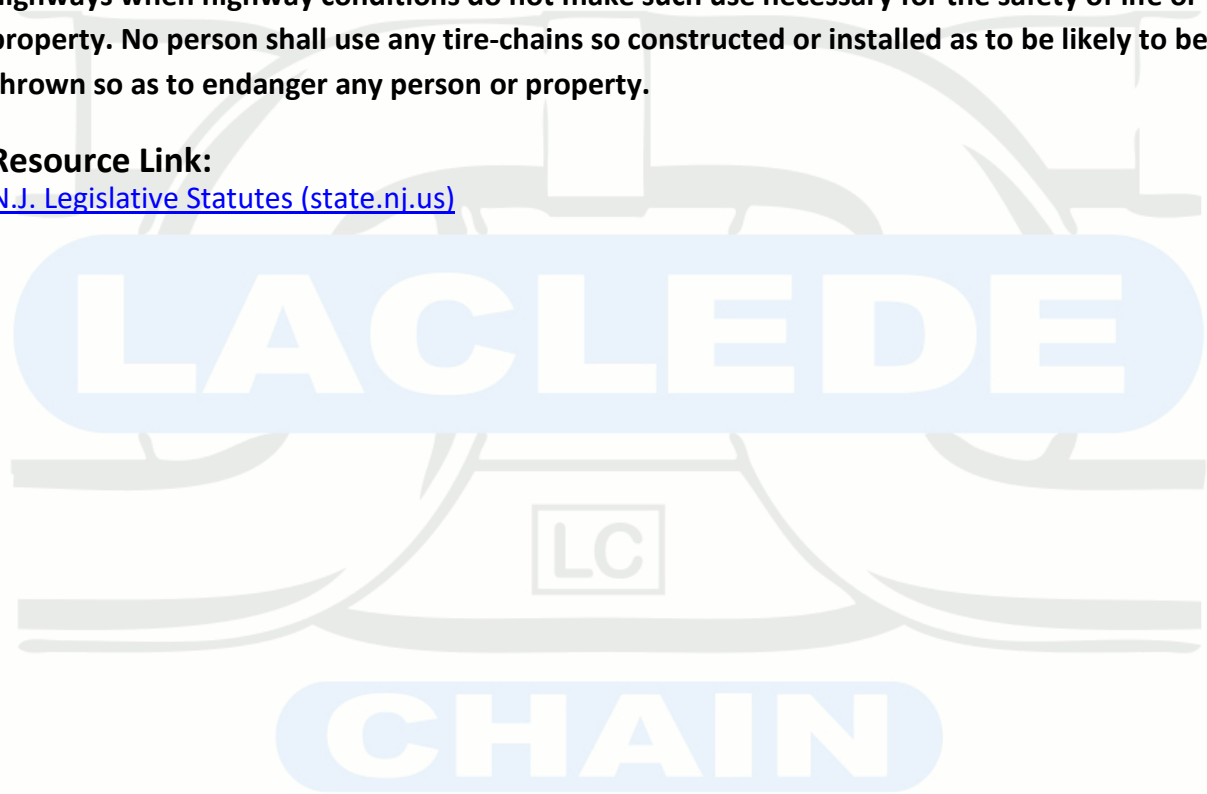 highways when highway conditions do not make such use necessary for the safety of life or
property. No person shall use any tire-chains so constructed or installed as to be likely to be
thrown so as to endanger any person or property.
Resource Link:
N.J. Legislative Statutes (state.nj.us)
LACLEDE
LC
CHAIN